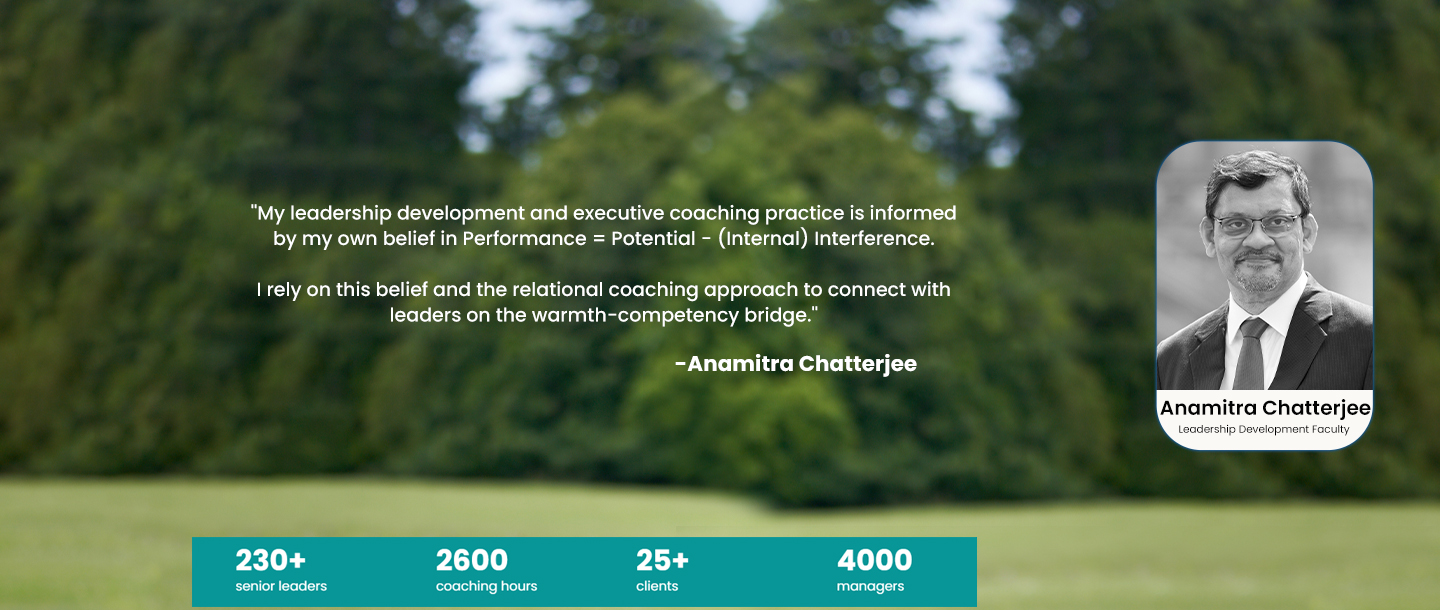 "My leadership development and executive coaching practice is informed
by my own belief in Performance = Potential - (Internal) Interference.
I rely on this belief and the relational coaching approach to connect with
leaders on the warmth-competency bridge."
-Anamitra Chatterjee
Anamitra Chatterjee
Leadership Development Faculty
230+
senior leaders
2600
coaching hours
25+
clients
4000
managers